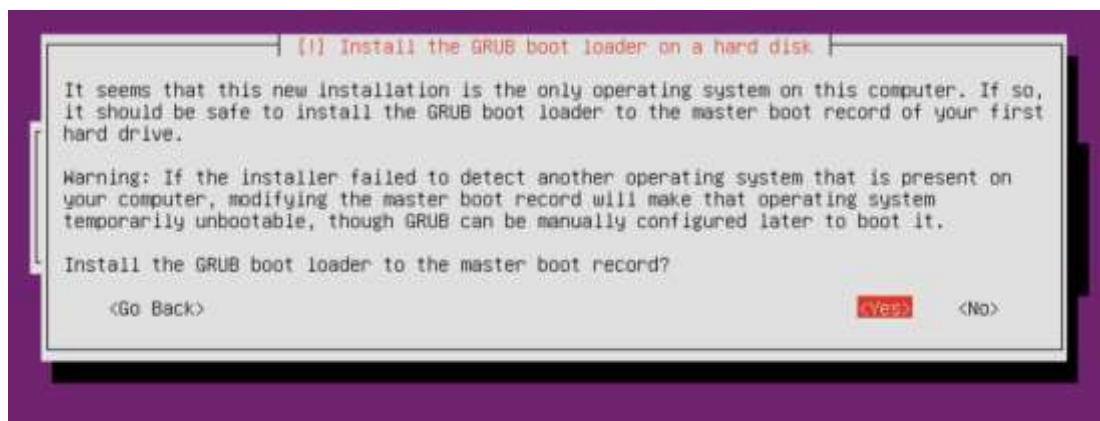 [!] Install the GRUB boot loader on a hard disk
It seems that this new installation is the only operating system on this computer. If so,
it should be safe to install the GRUB boot loader to the master boot record of your first
hard drive.
Warning: If the installer failed to detect another operating system that is present on
your computer, modifying the master boot record will make that operating system
temporarily unbootable, though GRUB can be manually configured later to boot it.
Install the GRUB boot loader to the master boot record?
<Go Back> <Yes> <No>